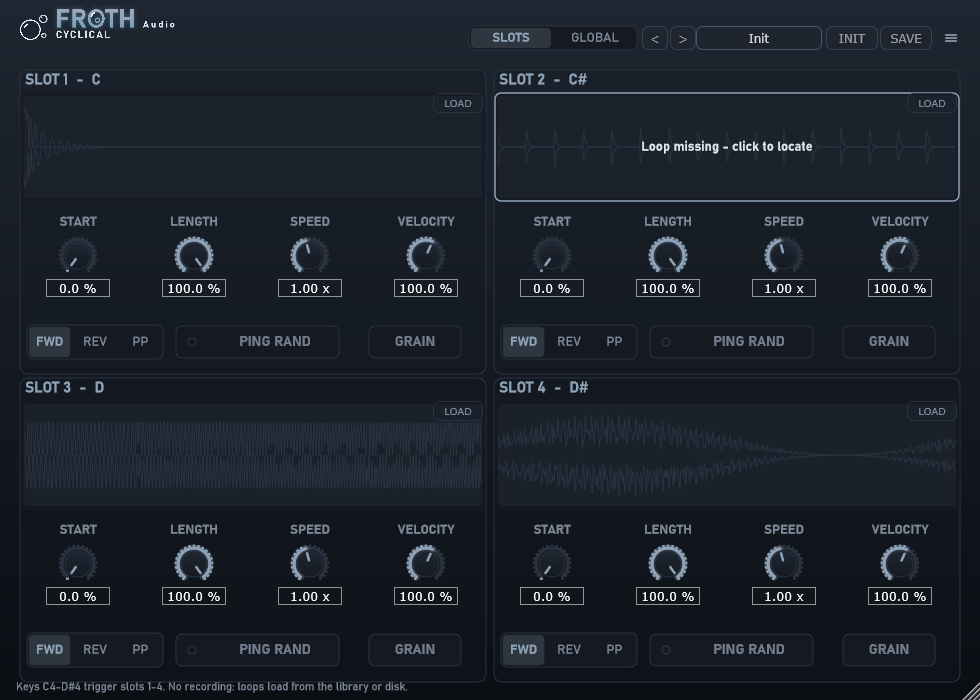 FROTH Audio
CYCLICAL
SLOTS GLOBAL < > Init INIT SAVE
SLOT 1 - C
LOAD
START LENGTH SPEED VELOCITY
0.0 % 100.0 % 1.00 x 100.0 %
FWD REV PP PING RAND GRAIN
SLOT 2 - C#
LOAD
Loop missing - click to locate
START LENGTH SPEED VELOCITY
0.0 % 100.0 % 1.00 x 100.0 %
FWD REV PP PING RAND GRAIN
SLOT 3 - D
LOAD
START LENGTH SPEED VELOCITY
0.0 % 100.0 % 1.00 x 100.0 %
FWD REV PP PING RAND GRAIN
SLOT 4 - D#
LOAD
START LENGTH SPEED VELOCITY
0.0 % 100.0 % 1.00 x 100.0 %
FWD REV PP PING RAND GRAIN
Keys C4-D#4 trigger slots 1-4. No recording: loops load from the library or disk.